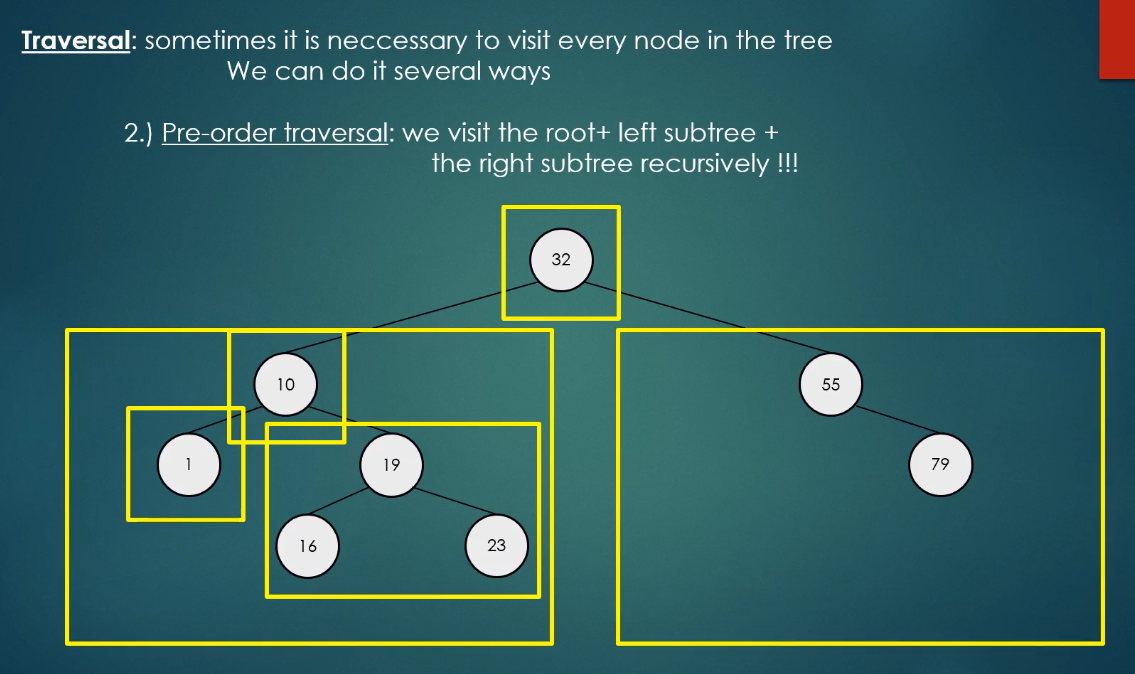 Traversal: sometimes it is neccessary to visit every node in the tree
We can do it several ways
2.) Pre-order traversal: we visit the root+ left subtree +
the right subtree recursively !!!
32
10
55
1
19
79
16
23